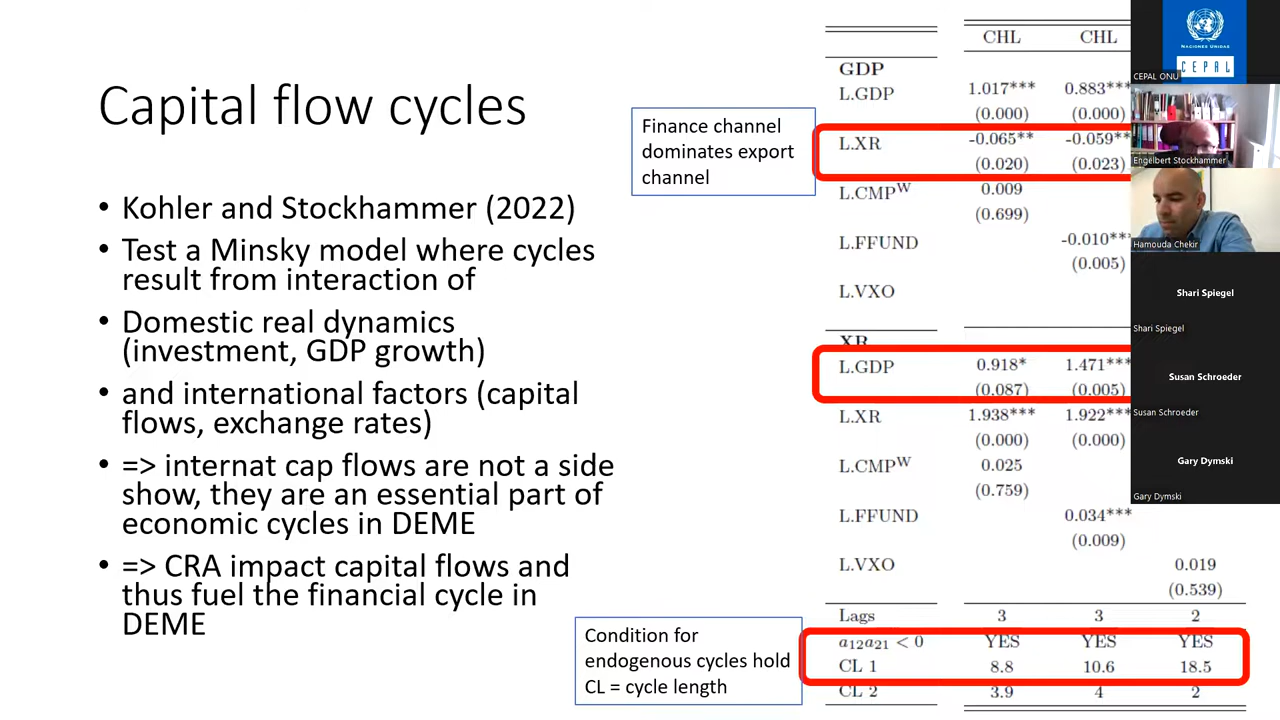 Capital flow cycles
• Kohler and Stockhammer (2022)
• Test a Minsky model where cycles
result from interaction of
• Domestic real dynamics
(investment, GDP growth)
• and international factors (capital
flows, exchange rates)
• => internat cap flows are not a side
show, they are an essential part of
economic cycles in DEME
• => CRA impact capital flows and
thus fuel the financial cycle in
DEME
Finance channel
dominates export
channel
Condition for
endogenous cycles hold
CL = cycle length
CHL CHL
GDP
L.GDP 1.017*** 0.883***
(0.000) (0.000)
L.XR -0.065** -0.059**
(0.020) (0.023)
L.CMPᵂ 0.009
(0.699)
L.FFUND -0.010***
(0.005)
L.VXO
XR
L.GDP 0.918* 1.471***
(0.087) (0.005)
L.XR 1.938*** 1.922***
(0.000) (0.000)
L.CMPᵂ 0.025
(0.759)
L.FFUND 0.034***
(0.009)
L.VXO 0.019
(0.539)
Lags 3 3 2
a₁₂a₂₁ < 0 YES YES YES
CL 1 8.8 10.6 18.5
CL 2 3.9 4 2
NACIONES UNIDAS
CEPAL
CEPAL ONU
Engelbert Stockhammer
Hamouda Chekir
Shari Spiegel
Shari Spiegel
Susan Schroeder
Susan Schroeder
Gary Dymski
Gary Dymski